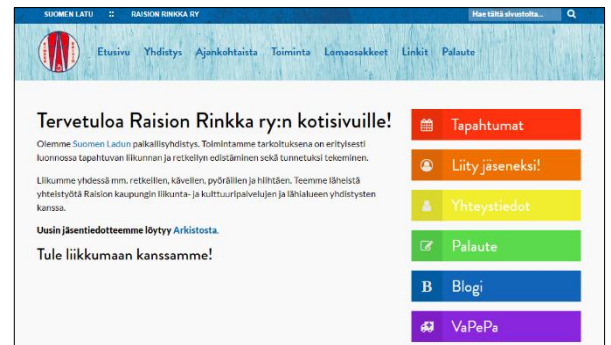 SUOMEN LATU :: RAISION RINKKA RY
Hae tältä sivustolta...
Etusivu Yhdistys Ajankohtaista Toiminta Lomaosakkeet Linkit Palaute
Tervetuloa Raision Rinkka ry:n kotisivuille!
Olemme Suomen Ladun paikallisyhdistys. Toimintamme tarkoituksena on erityisesti
luonnossa tapahtuvan liikunnan ja retkeilyn edistäminen sekä tunnetuksi tekeminen.
Liikumme yhdessä mm. retkeillen, kävellen, pyöräillen ja hiihtäen. Teemme läheistä
yhteistyötä Raision kaupungin liikunta- ja kulttuuripalvelujen ja lähialueen yhdistysten
kanssa.
Uusin jäsentiedotteemme löytyy Arkistosta.
Tule liikkumaan kanssamme!
Tapahtumat
Liity jäseneksi!
Yhteystiedot
Palaute
B Blogi
VaPePa